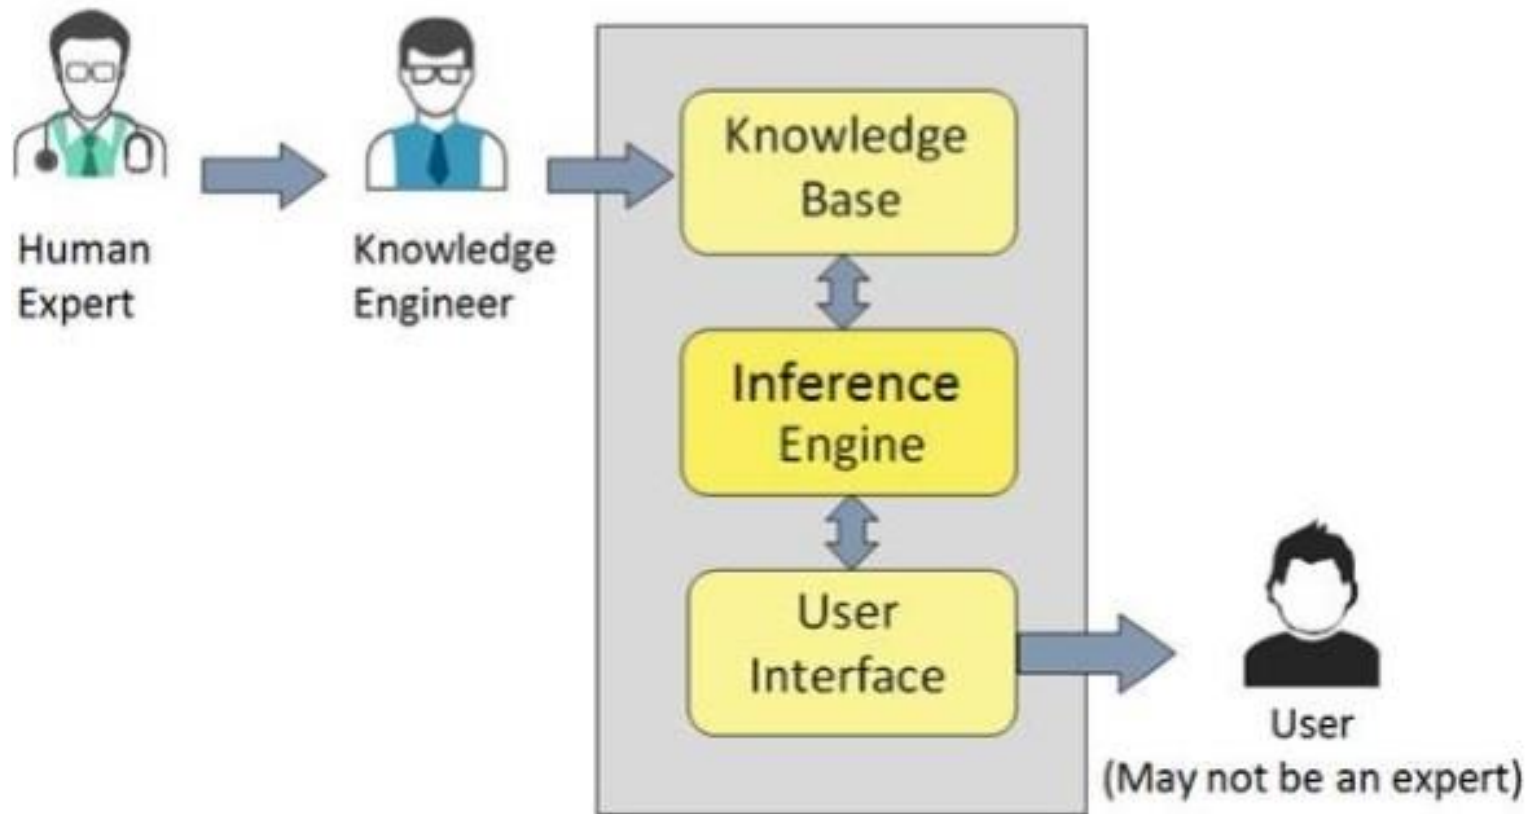 Human
Expert
Knowledge
Engineer
Knowledge
Base
Inference
Engine
User
Interface
User
(May not be an expert)